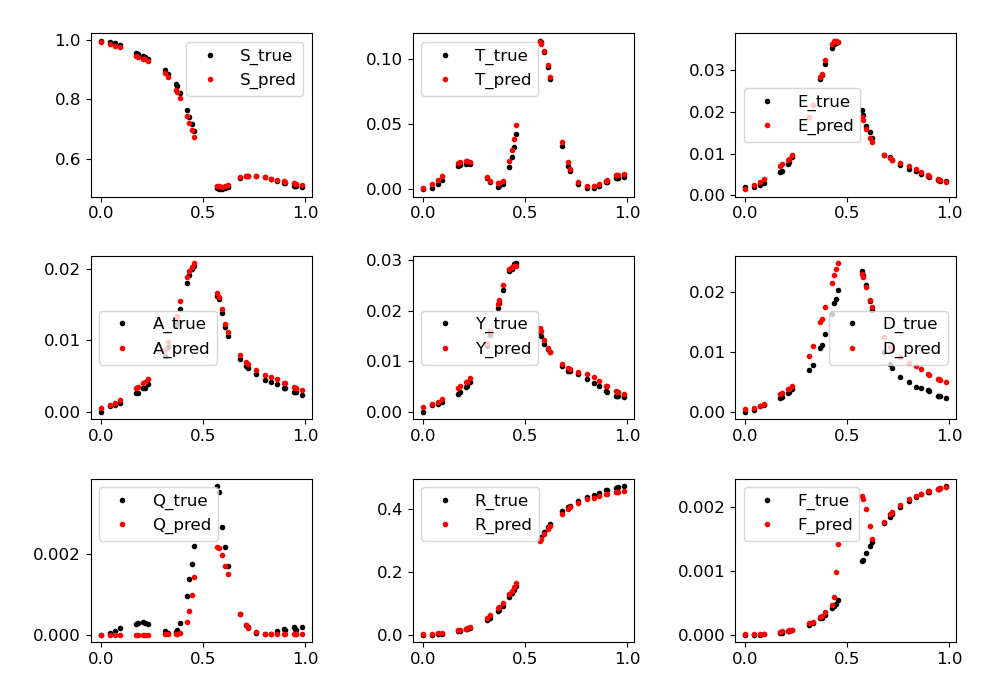 1.0
0.8
0.6
0.0 0.5 1.0
S_true
S_pred
0.10
0.05
0.00
0.0 0.5 1.0
T_true
T_pred
0.03
0.02
0.01
0.00
0.0 0.5 1.0
E_true
E_pred
0.02
0.01
0.00
0.0 0.5 1.0
A_true
A_pred
0.03
0.02
0.01
0.00
0.0 0.5 1.0
Y_true
Y_pred
0.02
0.01
0.00
0.0 0.5 1.0
D_true
D_pred
0.002
0.000
0.0 0.5 1.0
Q_true
Q_pred
0.4
0.2
0.0
0.0 0.5 1.0
R_true
R_pred
0.002
0.001
0.000
0.0 0.5 1.0
F_true
F_pred